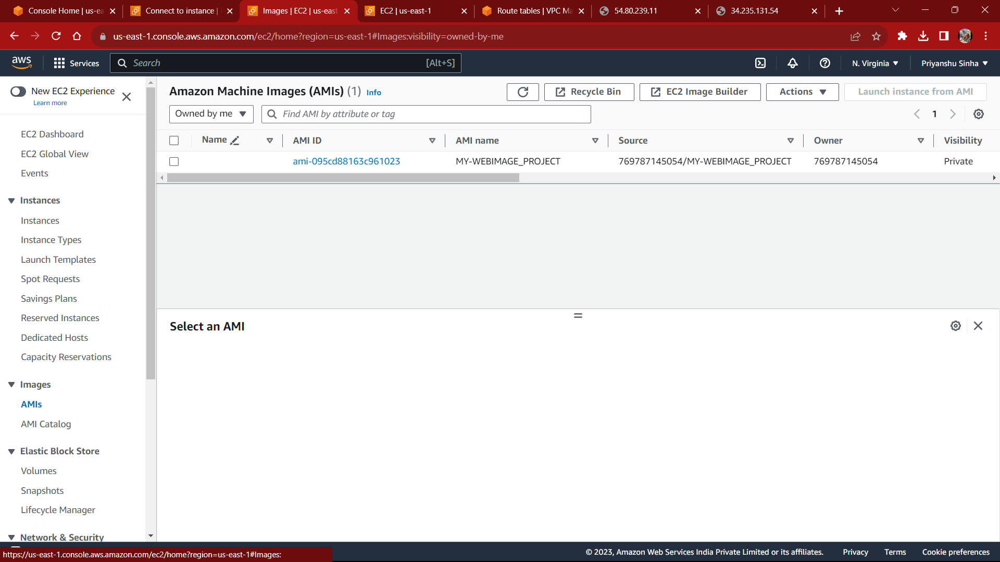 Console Home | us-ea
Connect to instance |
Images | EC2 | us-east
EC2 | us-east-1
Route tables | VPC Ma
54.80.239.11
34.235.131.54
us-east-1.console.aws.amazon.com/ec2/home?region=us-east-1#Images:visibility=owned-by-me
aws
Services
Search
[Alt+S]
N. Virginia
Priyanshu Sinha
New EC2 Experience
Learn more
EC2 Dashboard
EC2 Global View
Events
Instances
Instances
Instance Types
Launch Templates
Spot Requests
Savings Plans
Reserved Instances
Dedicated Hosts
Capacity Reservations
Images
AMIs
AMI Catalog
Elastic Block Store
Volumes
Snapshots
Lifecycle Manager
Network & Security
Amazon Machine Images (AMIs) (1) Info
Recycle Bin
EC2 Image Builder
Actions
Launch instance from AMI
Owned by me
Find AMI by attribute or tag
1
Name AMI ID AMI name Source Owner Visibility
ami-095cd88163c961023 MY-WEBIMAGE_PROJECT 769787145054/MY-WEBIMAGE_PROJECT 769787145054 Private
Select an AMI
https://us-east-1.console.aws.amazon.com/ec2/home?region=us-east-1#Images:
© 2023, Amazon Web Services India Private Limited or its affiliates. Privacy Terms Cookie preferences